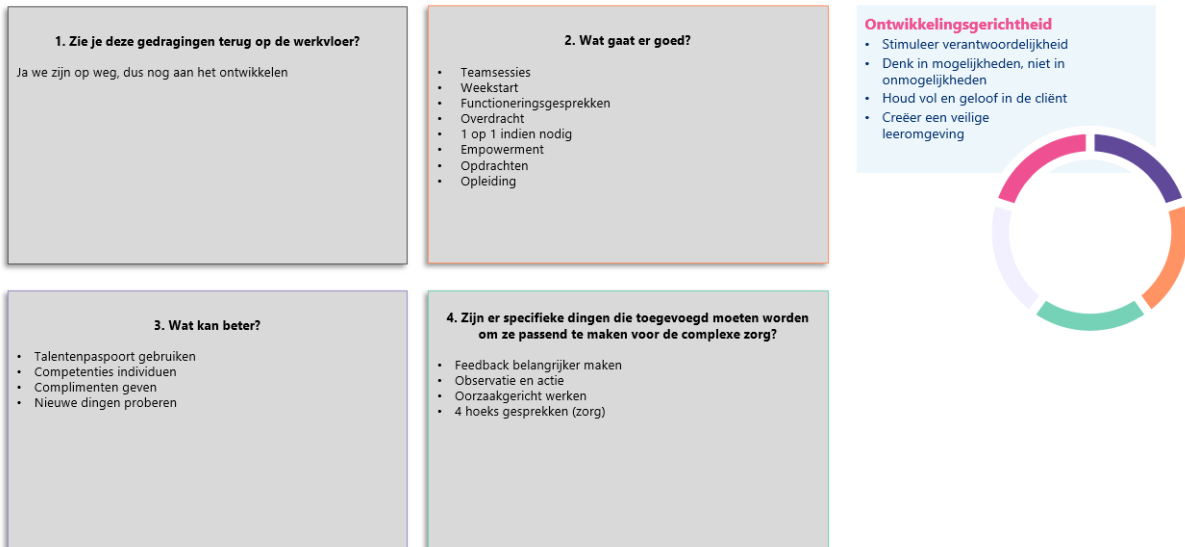 1. Zie je deze gedragingen terug op de werkvloer?
Ja we zijn op weg, dus nog aan het ontwikkelen
2. Wat gaat er goed?
• Teamsessies
• Weekstart
• Functioneringsgesprekken
• Overdracht
• 1 op 1 indien nodig
• Empowerment
• Opdrachten
• Opleiding
Ontwikkelingsgerichtheid
• Stimuleer verantwoordelijkheid
• Denk in mogelijkheden, niet in
onmogelijkheden
• Houd vol en geloof in de cliënt
• Creëer een veilige
leeromgeving
3. Wat kan beter?
• Talentenpaspoort gebruiken
• Competenties individuen
• Complimenten geven
• Nieuwe dingen proberen
4. Zijn er specifieke dingen die toegevoegd moeten worden
om ze passend te maken voor de complexe zorg?
• Feedback belangrijker maken
• Observatie en actie
• Oorzaakgericht werken
• 4 hoeks gesprekken (zorg)